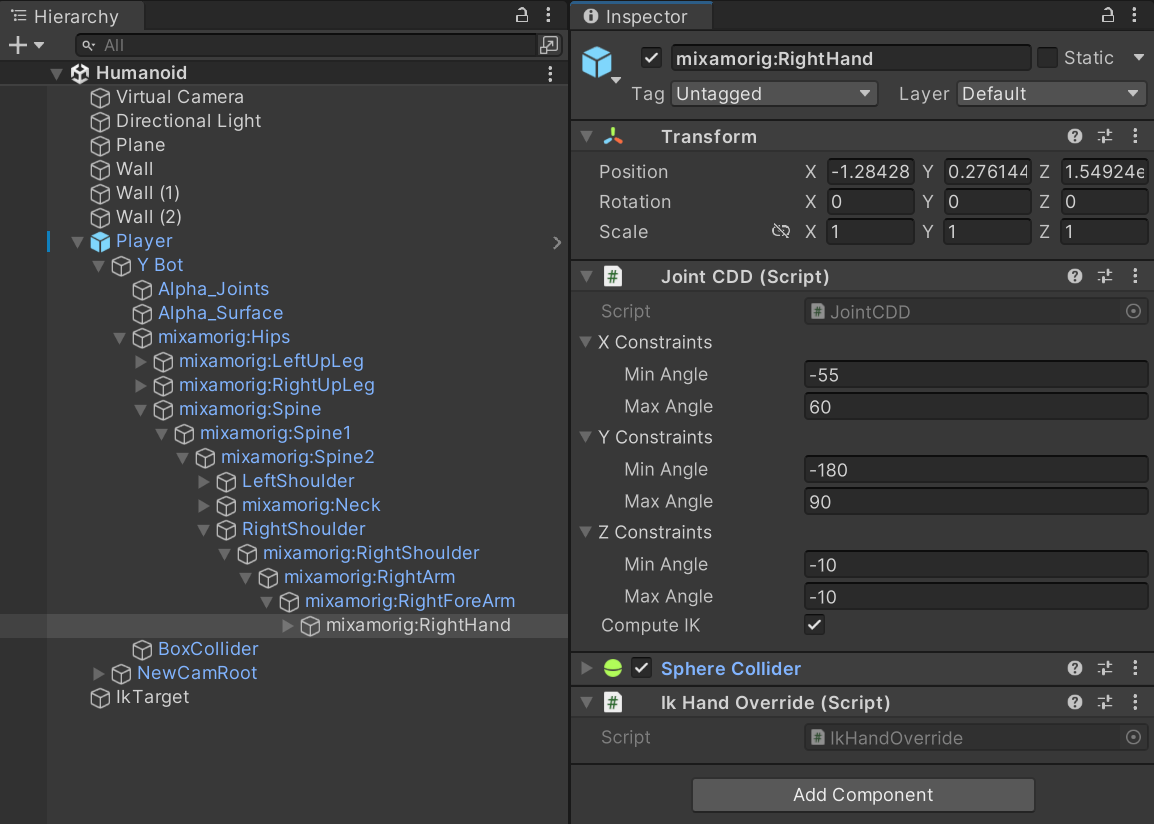 Hierarchy
All
Humanoid
Virtual Camera
Directional Light
Plane
Wall
Wall (1)
Wall (2)
Player
Y Bot
Alpha_Joints
Alpha_Surface
mixamorig:Hips
mixamorig:LeftUpLeg
mixamorig:RightUpLeg
mixamorig:Spine
mixamorig:Spine1
mixamorig:Spine2
LeftShoulder
mixamorig:Neck
RightShoulder
mixamorig:RightShoulder
mixamorig:RightArm
mixamorig:RightForeArm
mixamorig:RightHand
BoxCollider
NewCamRoot
IkTarget
Inspector
mixamorig:RightHand Static
Tag Untagged Layer Default
Transform
Position X -1.28428 Y 0.276144 Z 1.54924e
Rotation X 0 Y 0 Z 0
Scale X 1 Y 1 Z 1
# Joint CDD (Script)
Script # JointCDD
X Constraints
Min Angle -55
Max Angle 60
Y Constraints
Min Angle -180
Max Angle 90
Z Constraints
Min Angle -10
Max Angle -10
Compute IK
Sphere Collider
# Ik Hand Override (Script)
Script # IkHandOverride
Add Component